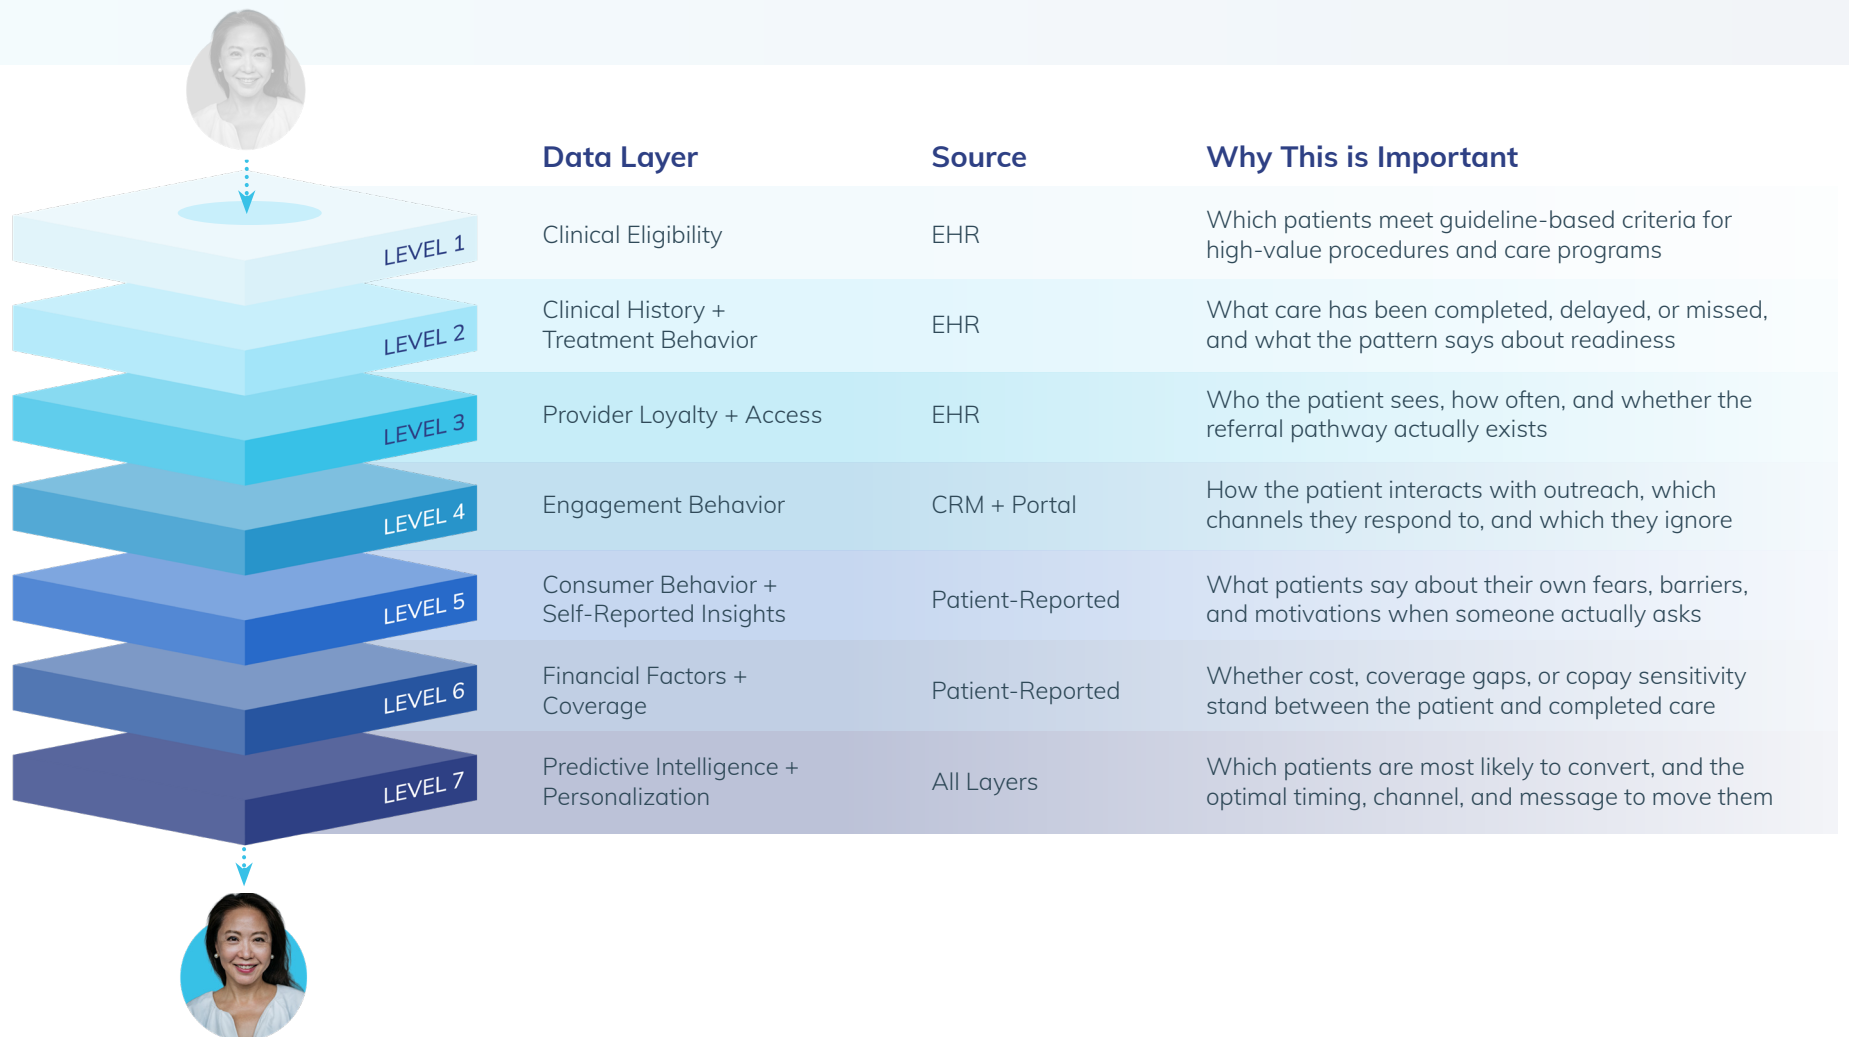 Data Layer
Source
Why This is Important
LEVEL 1
Clinical Eligibility
EHR
Which patients meet guideline-based criteria for
high-value procedures and care programs
LEVEL 2
Clinical History +
Treatment Behavior
EHR
What care has been completed, delayed, or missed,
and what the pattern says about readiness
LEVEL 3
Provider Loyalty + Access
EHR
Who the patient sees, how often, and whether the
referral pathway actually exists
LEVEL 4
Engagement Behavior
CRM + Portal
How the patient interacts with outreach, which
channels they respond to, and which they ignore
LEVEL 5
Consumer Behavior +
Self-Reported Insights
Patient-Reported
What patients say about their own fears, barriers,
and motivations when someone actually asks
LEVEL 6
Financial Factors +
Coverage
Patient-Reported
Whether cost, coverage gaps, or copay sensitivity
stand between the patient and completed care
LEVEL 7
Predictive Intelligence +
Personalization
All Layers
Which patients are most likely to convert, and the
optimal timing, channel, and message to move them